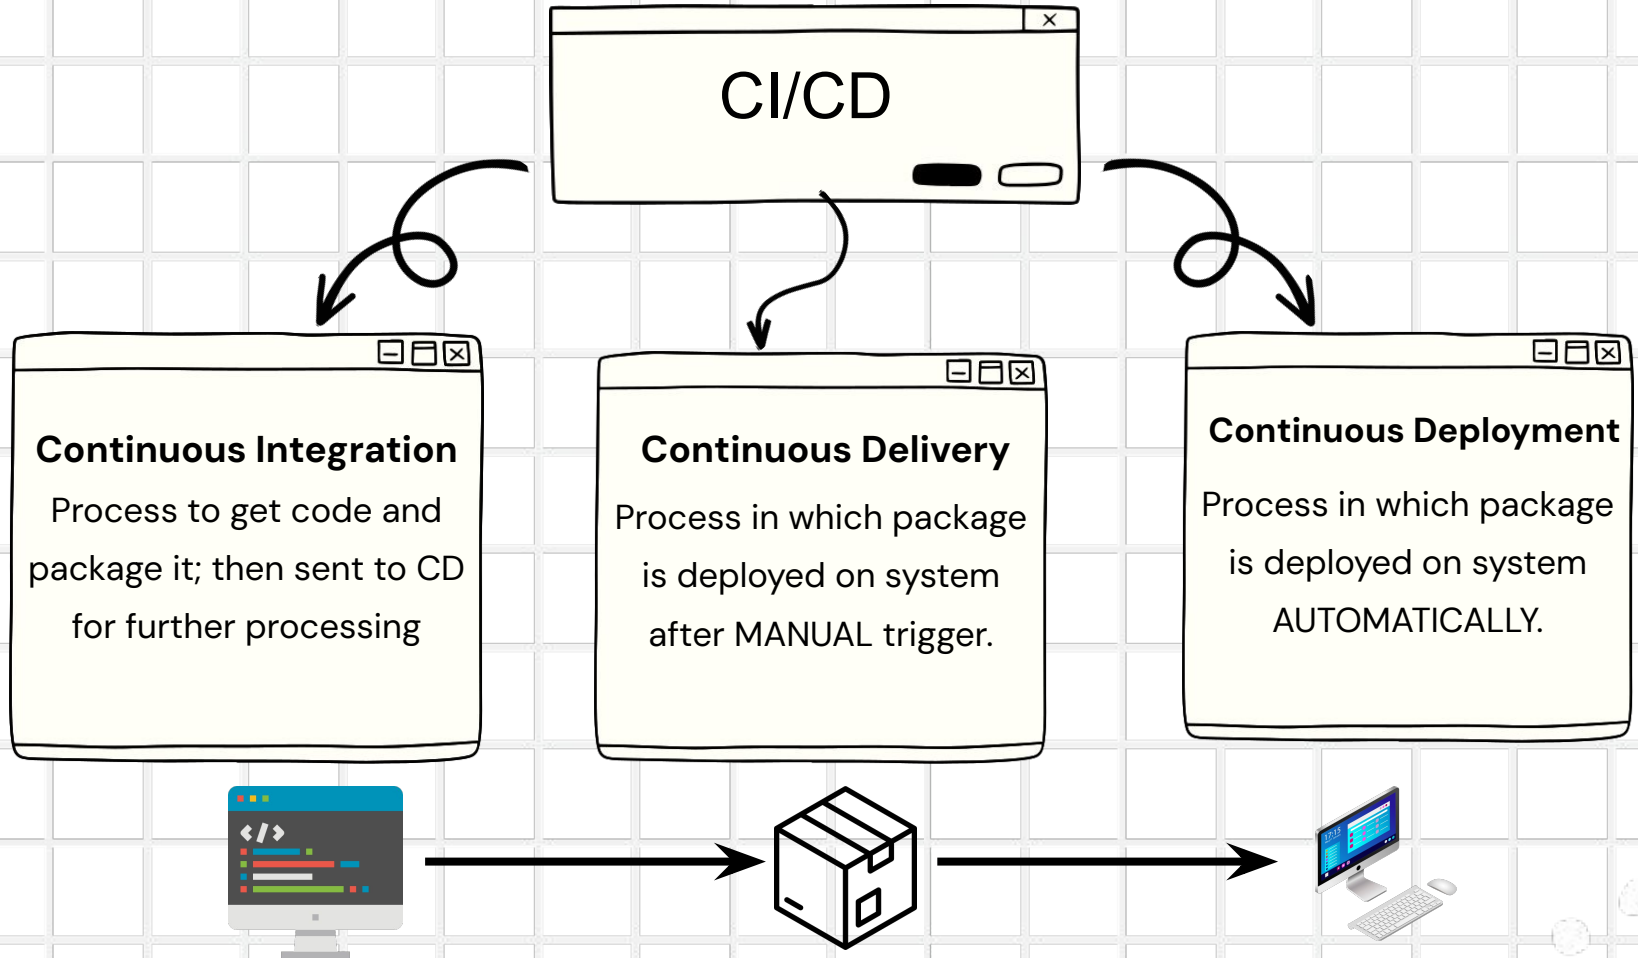 CI/CD
Continuous Integration
Process to get code and
package it; then sent to CD
for further processing
Continuous Delivery
Process in which package
is deployed on system
after MANUAL trigger.
Continuous Deployment
Process in which package
is deployed on system
AUTOMATICALLY.
</>
17:15